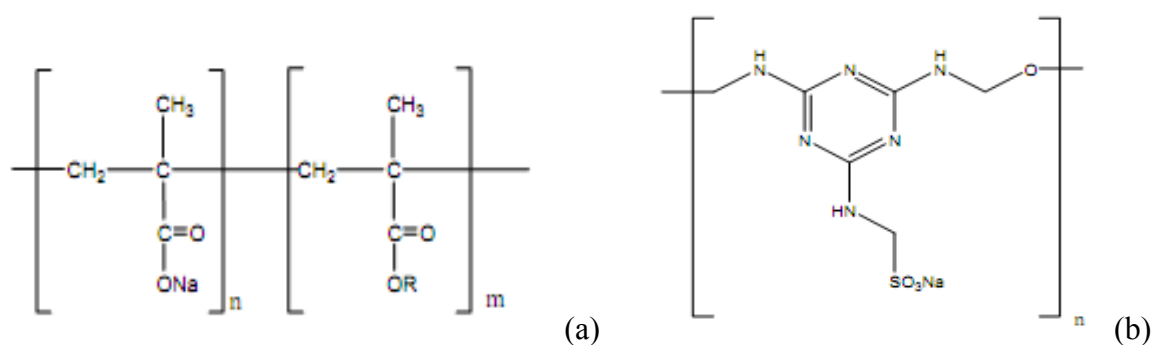 CH₃ CH₃
CH₂ C CH₂ C
C=O C=O
ONa OR
n m
(a)
H H
N N N
O
N N
HN
SO₃Na
n
(b)